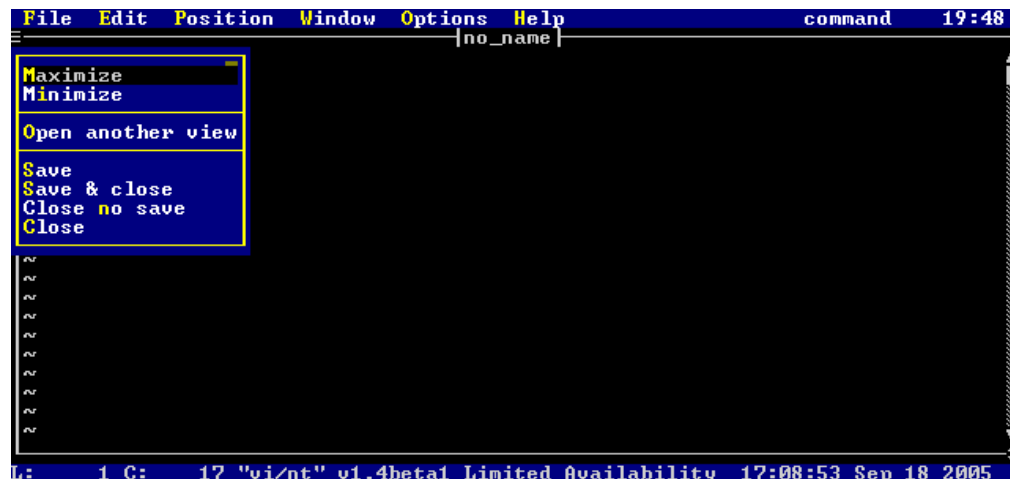 File Edit Position Window Options Help command 19:48
no_name
Maximize
Minimize
Open another view
Save
Save & close
Close no save
Close
~
~
~
~
~
~
~
~
~
~
L: 1 C: 17 "vi/nt" v1.4beta1 Limited Availability 17:08:53 Sep 18 2005